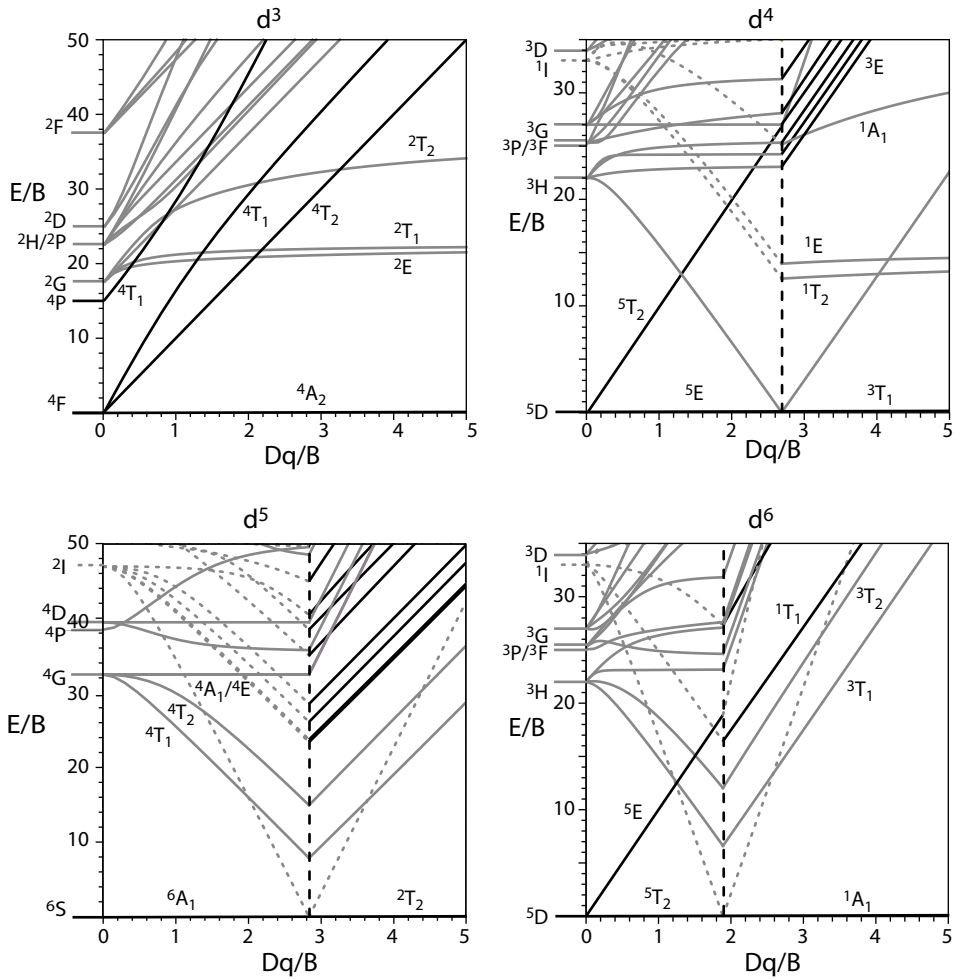 d³
50
40
30
20
10
E/B
²F
²D
²H/²P
²G
⁴P
⁴F
²T₂
⁴T₁
⁴T₂
²T₁
²E
⁴T₁
⁴A₂
0 1 2 3 4 5
Dq/B
d⁴
³D
¹I
30
³G
³P/³F
³H
20
E/B
10
⁵D
³E
¹A₁
¹E
¹T₂
⁵T₂
⁵E
³T₁
0 1 2 3 4 5
Dq/B
d⁵
50
²I
⁴D
40
⁴P
⁴G
30
E/B
20
10
⁶S
⁴A₁/⁴E
⁴T₂
⁴T₁
⁶A₁
²T₂
0 1 2 3 4 5
Dq/B
d⁶
³D
¹I
30
³G
³P/³F
³H
20
E/B
10
⁵D
¹T₁
³T₂
³T₁
⁵E
⁵T₂
¹A₁
0 1 2 3 4 5
Dq/B